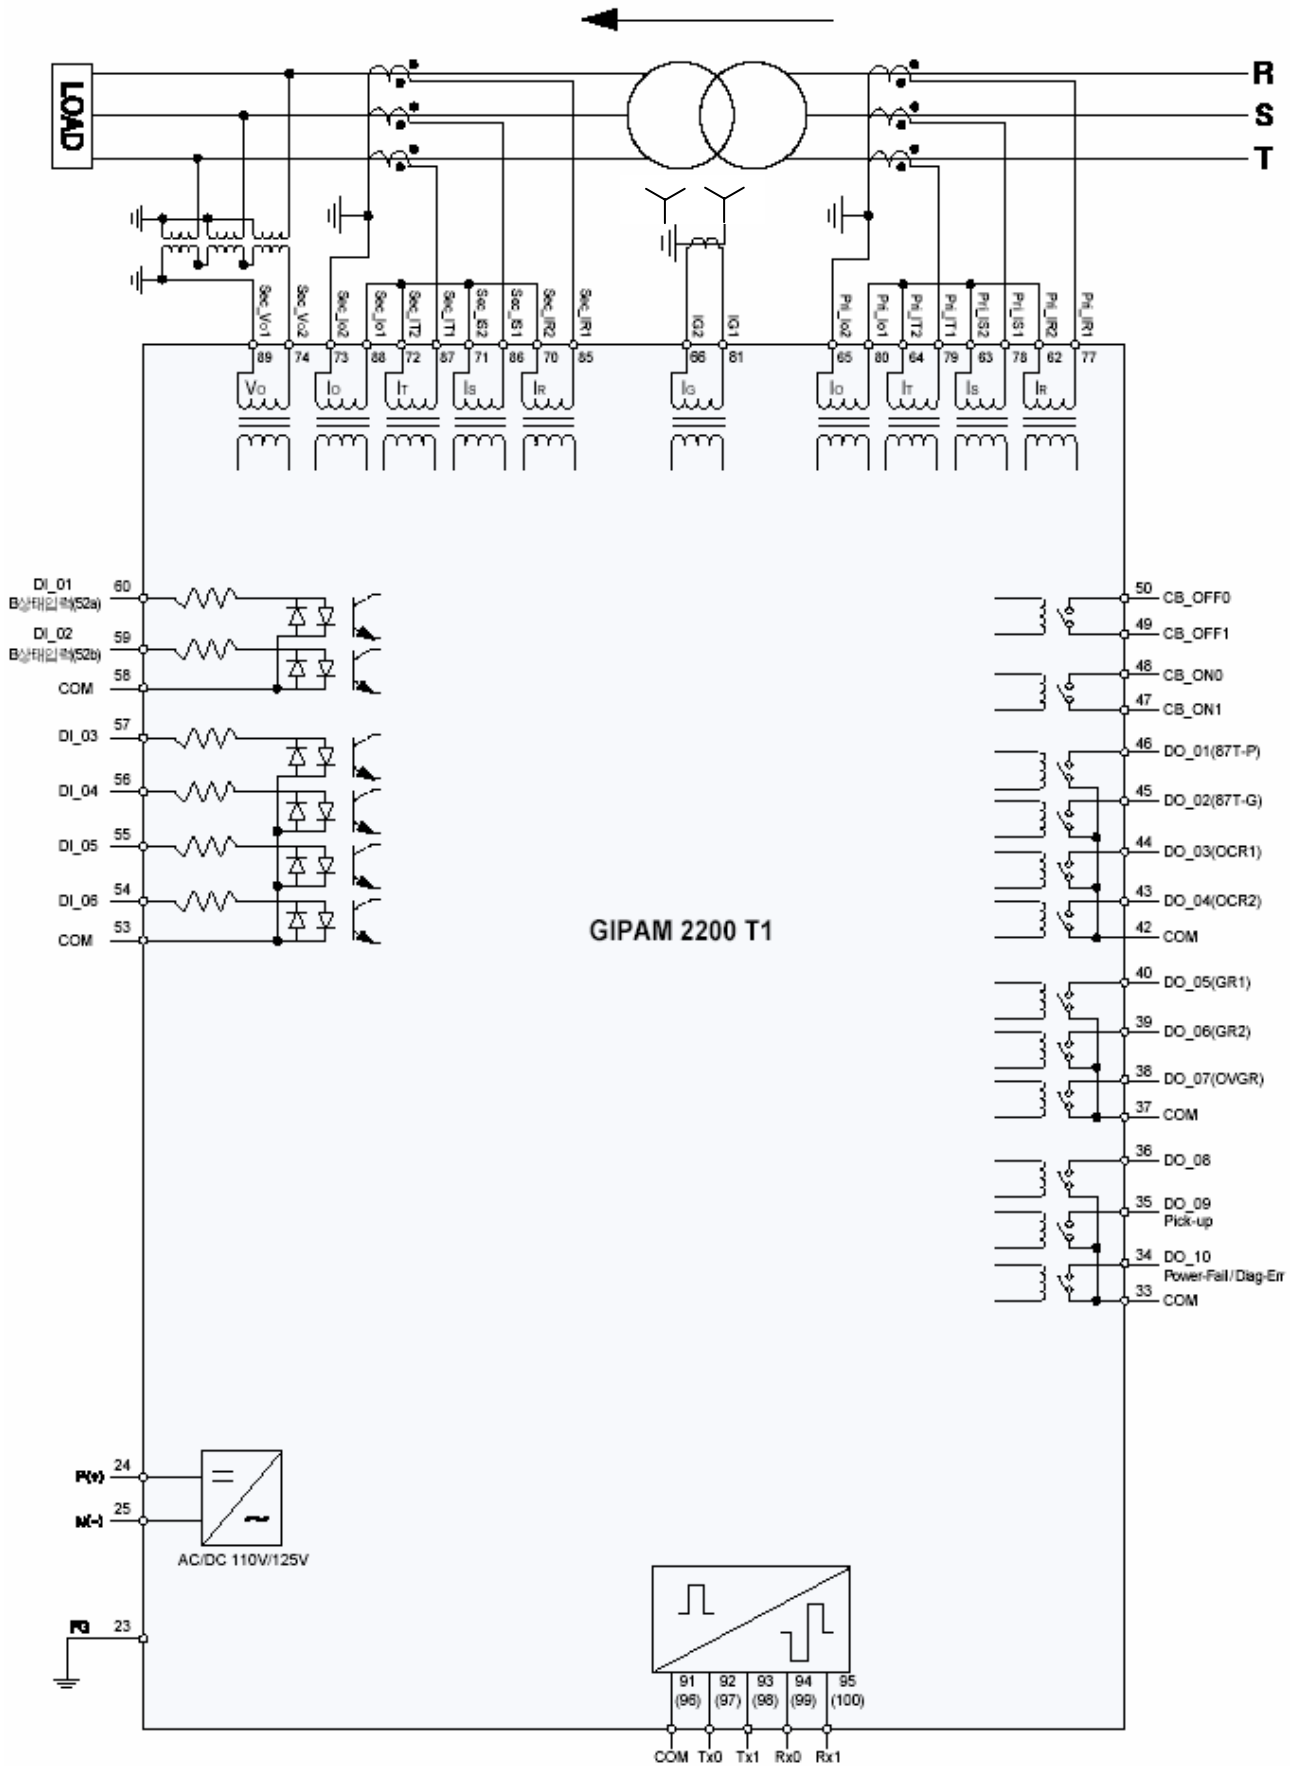 R
S
T
LOAD
Sec_Vo1
Sec_Vo2
Sec_Io2
Sec_Io1
Sec_IT2
Sec_IT1
Sec_IS2
Sec_IS1
Sec_IR2
Sec_IR1
IG2
IG1
Pri_Io2
Pri_Io1
Pri_IT2
Pri_IT1
Pri_IS2
Pri_IS1
Pri_IR2
Pri_IR1
89 74 73 88 72 87 71 86 70 85 66 81 65 80 64 79 63 78 62 77
Vo Io IT Is IR IG Io IT Is IR
DI_01 60
B상태입력(52a)
DI_02 59
B상태입력(52b)
COM 58
DI_03 57
DI_04 56
DI_05 55
DI_06 54
COM 53
50 CB_OFF0
49 CB_OFF1
48 CB_ON0
47 CB_ON1
46 DO_01(87T-P)
45 DO_02(87T-G)
44 DO_03(OCR1)
43 DO_04(OCR2)
42 COM
GIPAM 2200 T1
40 DO_05(GR1)
39 DO_06(GR2)
38 DO_07(OVGR)
37 COM
36 DO_08
35 DO_09
Pick-up
34 DO_10
Power-Fail/Diag-Err
33 COM
P(+) 24
M(-) 25
AC/DC 110V/125V
FG 23
91 92 93 94 95
(96) (97) (98) (99) (100)
COM Tx0 Tx1 Rx0 Rx1